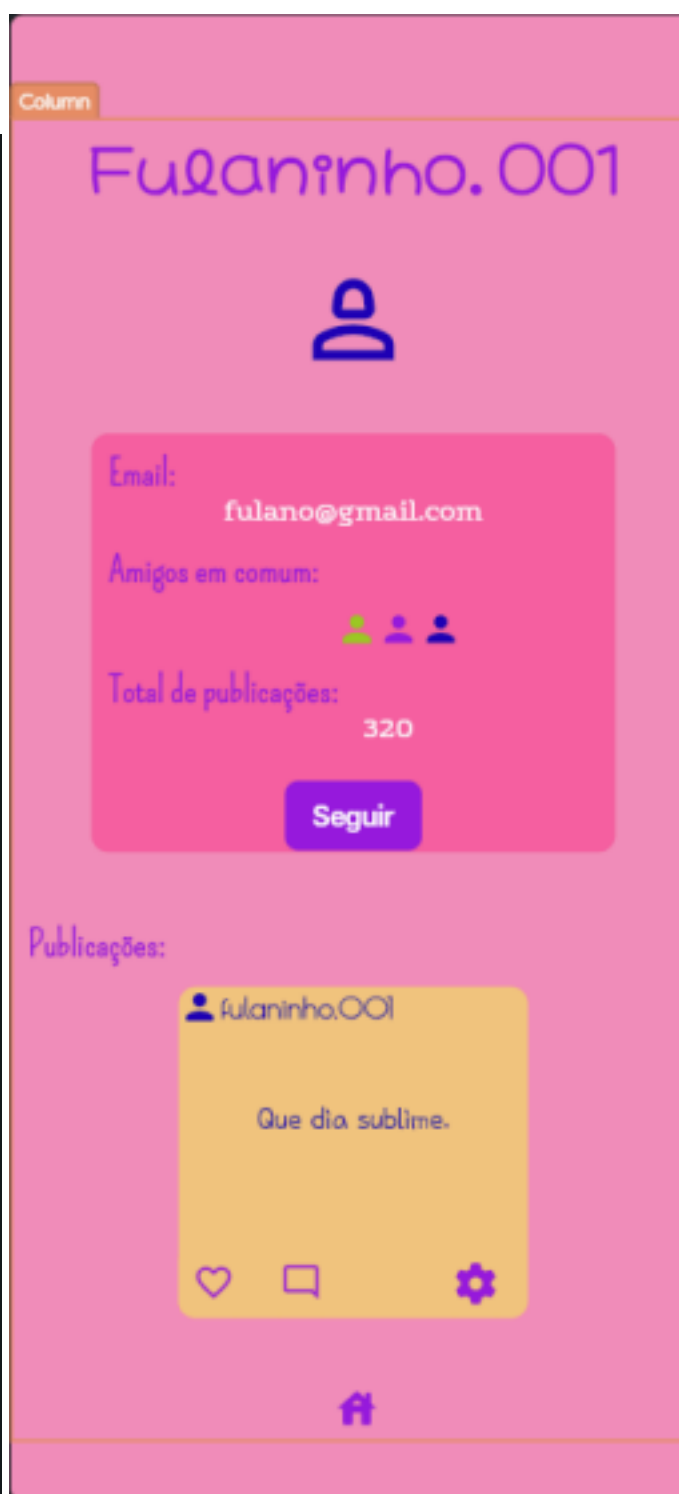 Column
Fulaninho.001
Email:
fulano@gmail.com
Amigos em comum:
Total de publicações:
320
Seguir
Publicações:
fulaninho.001
Que dia sublime.